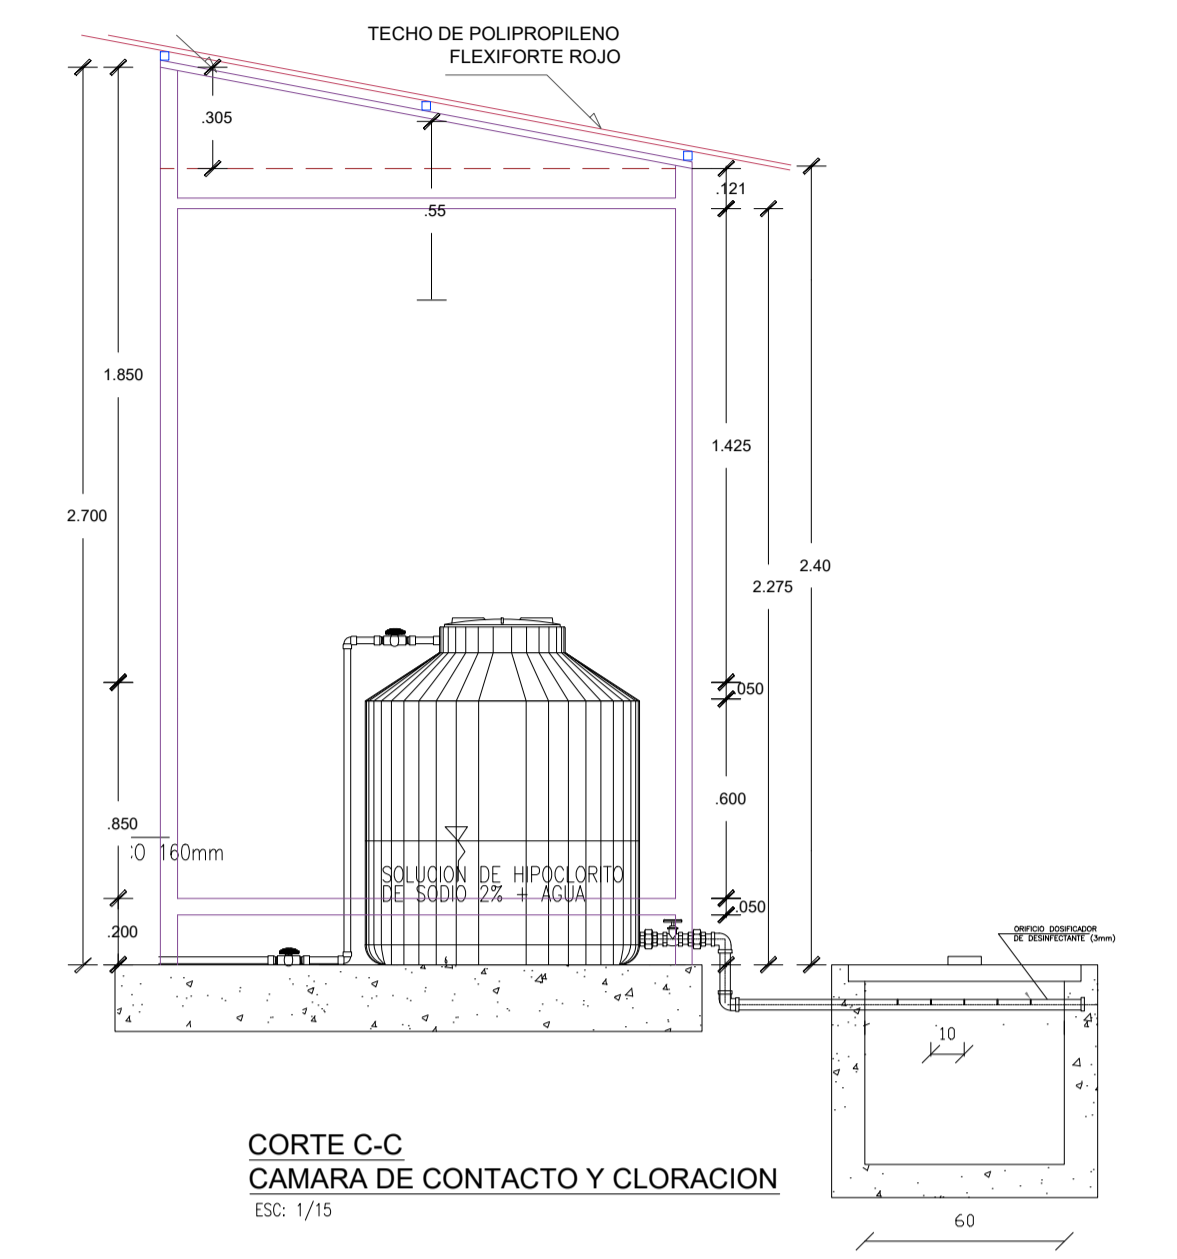 TECHO DE POLIPROPILENO
FLEXIFORTE ROJO
.305
.121
.55
1.850
1.425
2.700
2.40
2.275
.050
.600
.850
:O 160mm
SOLUCION DE HIPOCLORITO
DE SODIO 2% + AGUA
.050
.200
ORIFICIO DOSIFICADOR
DE DESINFECTANTE (3mm)
10
CORTE C-C
CAMARA DE CONTACTO Y CLORACION
ESC: 1/15
60